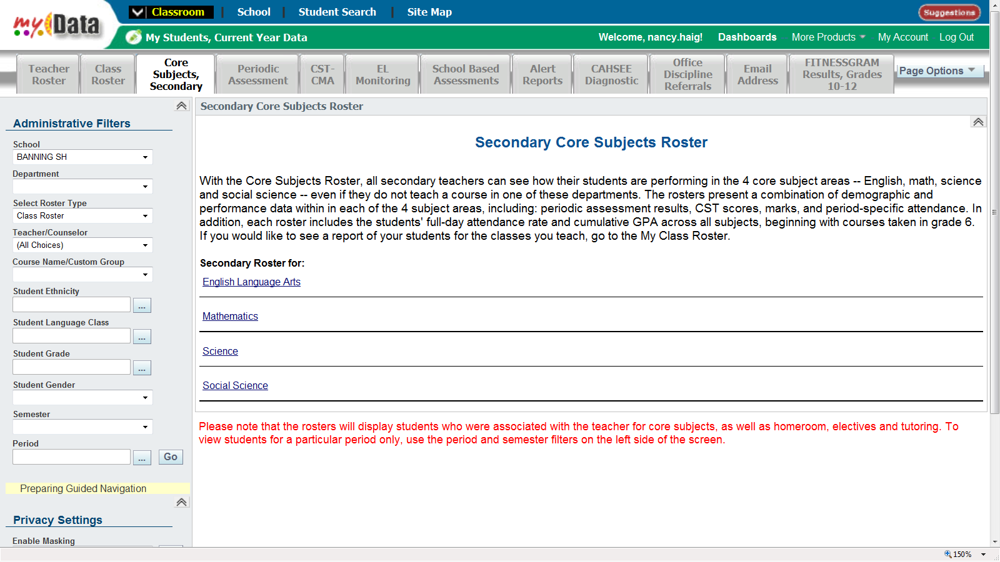 my Data
Classroom | School | Student Search | Site Map
Suggestions
My Students, Current Year Data
Welcome, nancy.haig! Dashboards More Products My Account Log Out
Teacher
Roster
Class
Roster
Core
Subjects,
Secondary
Periodic
Assessment
CST-
CMA
EL
Monitoring
School Based
Assessments
Alert
Reports
CAHSEE
Diagnostic
Office
Discipline
Referrals
Email
Address
FITNESSGRAM
Results, Grades
10-12
Page Options
Administrative Filters
School
BANNING SH
Department
Select Roster Type
Class Roster
Teacher/Counselor
(All Choices)
Course Name/Custom Group
Student Ethnicity
...
Student Language Class
...
Student Grade
...
Student Gender
Semester
Period
... Go
Preparing Guided Navigation
Privacy Settings
Enable Masking
Secondary Core Subjects Roster
Secondary Core Subjects Roster
With the Core Subjects Roster, all secondary teachers can see how their students are performing in the 4 core subject areas -- English, math, science
and social science -- even if they do not teach a course in one of these departments. The rosters present a combination of demographic and
performance data within in each of the 4 subject areas, including: periodic assessment results, CST scores, marks, and period-specific attendance. In
addition, each roster includes the students' full-day attendance rate and cumulative GPA across all subjects, beginning with courses taken in grade 6.
If you would like to see a report of your students for the classes you teach, go to the My Class Roster.
Secondary Roster for:
English Language Arts
Mathematics
Science
Social Science
Please note that the rosters will display students who were associated with the teacher for core subjects, as well as homeroom, electives and tutoring. To
view students for a particular period only, use the period and semester filters on the left side of the screen.
150%